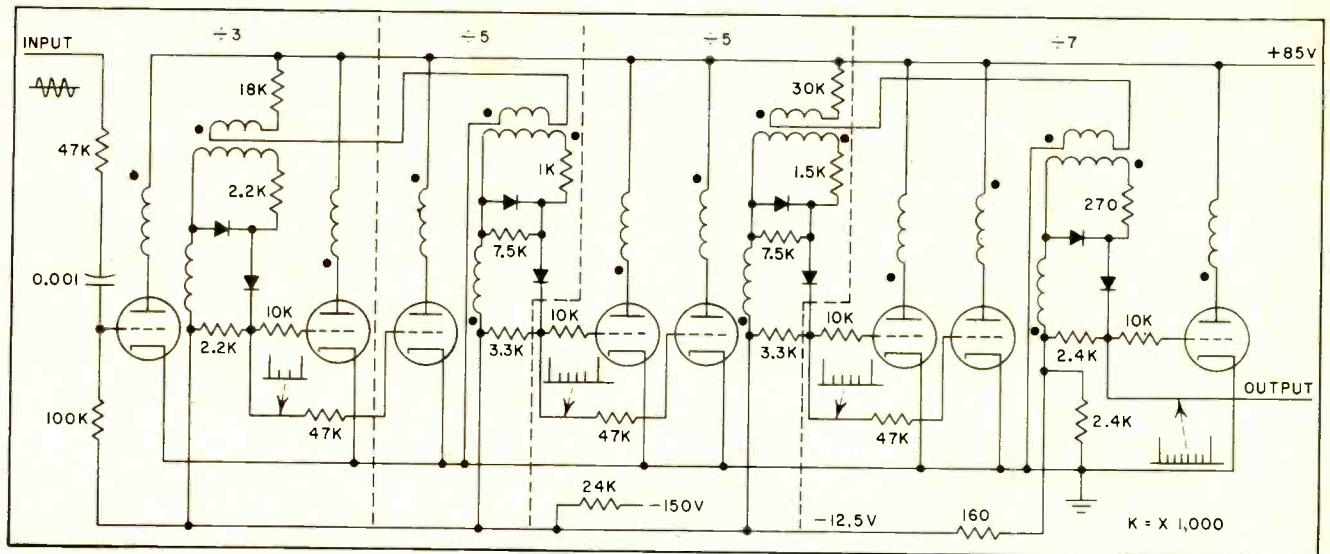 ÷3
÷5
÷5
÷7
INPUT
+85V
18K
30K
47K
1K
1.5K
2.2K
270
7.5K
7.5K
0.001
10K
10K
10K
10K
2.2K
3.3K
3.3K
2.4K
OUTPUT
100K
47K
47K
47K
2.4K
24K
-150V
-12.5V
160
K = X 1,000